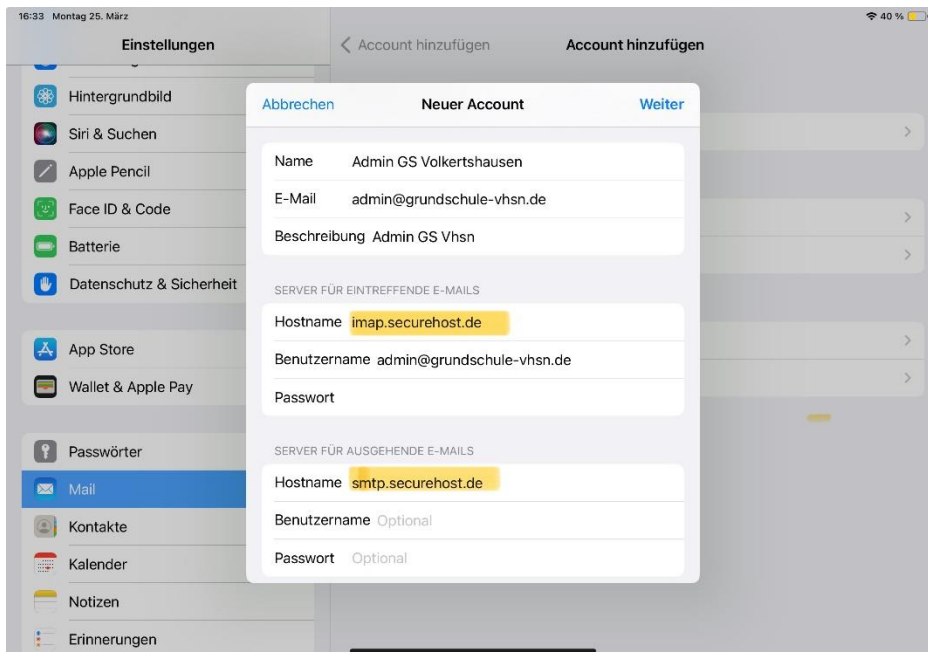 16:33 Montag 25. März
40 %
Einstellungen
Account hinzufügen
Account hinzufügen
Hintergrundbild
Siri & Suchen
Apple Pencil
Face ID & Code
Batterie
Datenschutz & Sicherheit
App Store
Wallet & Apple Pay
Passwörter
Mail
Kontakte
Kalender
Notizen
Erinnerungen
Abbrechen
Neuer Account
Weiter
Name Admin GS Volkertshausen
E-Mail admin@grundschule-vhsn.de
Beschreibung Admin GS Vhsn
SERVER FÜR EINTREFFENDE E-MAILS
Hostname imap.securehost.de
Benutzername admin@grundschule-vhsn.de
Passwort
SERVER FÜR AUSGEHENDE E-MAILS
Hostname smtp.securehost.de
Benutzername Optional
Passwort Optional